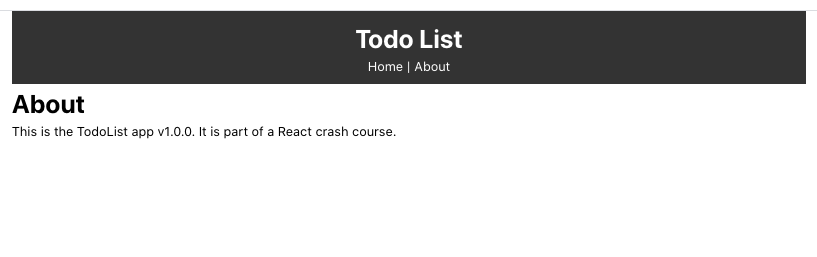 Todo List
Home | About
About
This is the TodoList app v1.0.0. It is part of a React crash course.